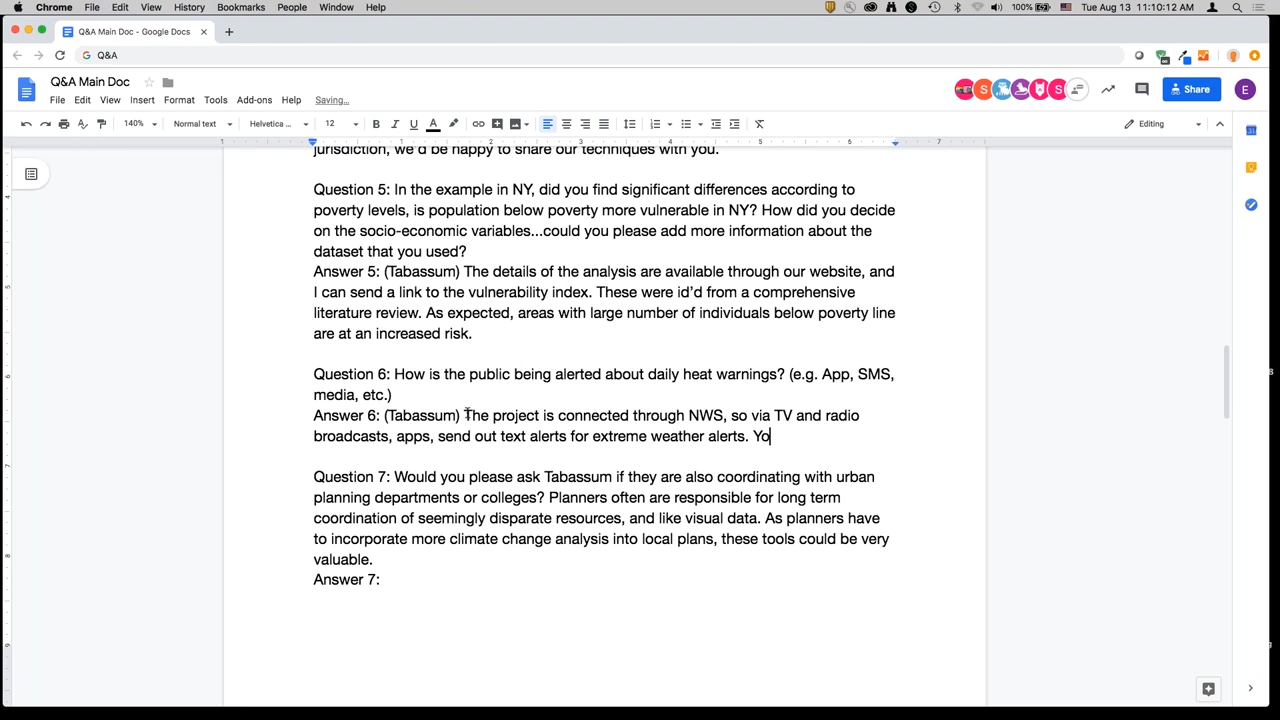 Chrome File Edit View History Bookmarks People Window Help 100% Tue Aug 13 11:10:12 AM
Q&A Main Doc - Google Docs
Q&A
Q&A Main Doc
File Edit View Insert Format Tools Add-ons Help Saving...
Share
E
140% Normal text Helvetica ... 12 Editing
1 1 2 3 4 5 6 7
jurisdiction, we'd be happy to share our techniques with you.
Question 5: In the example in NY, did you find significant differences according to
poverty levels, is population below poverty more vulnerable in NY? How did you decide
on the socio-economic variables...could you please add more information about the
dataset that you used?
Answer 5: (Tabassum) The details of the analysis are available through our website, and
I can send a link to the vulnerability index. These were id'd from a comprehensive
literature review. As expected, areas with large number of individuals below poverty line
are at an increased risk.
Question 6: How is the public being alerted about daily heat warnings? (e.g. App, SMS,
media, etc.)
Answer 6: (Tabassum) The project is connected through NWS, so via TV and radio
broadcasts, apps, send out text alerts for extreme weather alerts. Yo
Question 7: Would you please ask Tabassum if they are also coordinating with urban
planning departments or colleges? Planners often are responsible for long term
coordination of seemingly disparate resources, and like visual data. As planners have
to incorporate more climate change analysis into local plans, these tools could be very
valuable.
Answer 7: